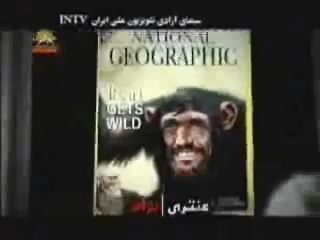 سیمای آزادی تلویزیون ملی ایران INTV
NATIONAL
GEOGRAPHIC
GETS
WILD
عنتری